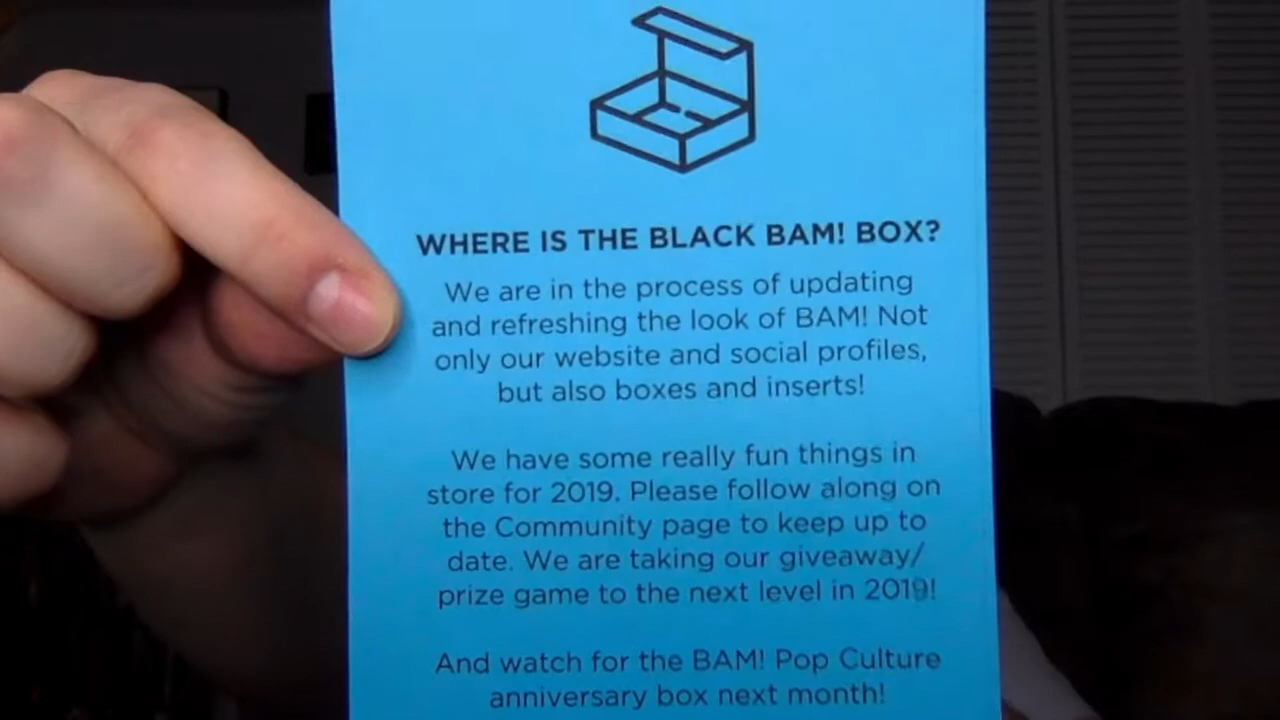 WHERE IS THE BLACK BAM! BOX?
We are in the process of updating
and refreshing the look of BAM! Not
only our website and social profiles,
but also boxes and inserts!
We have some really fun things in
store for 2019. Please follow along on
the Community page to keep up to
date. We are taking our giveaway/
prize game to the next level in 2019!
And watch for the BAM! Pop Culture
anniversary box next month!